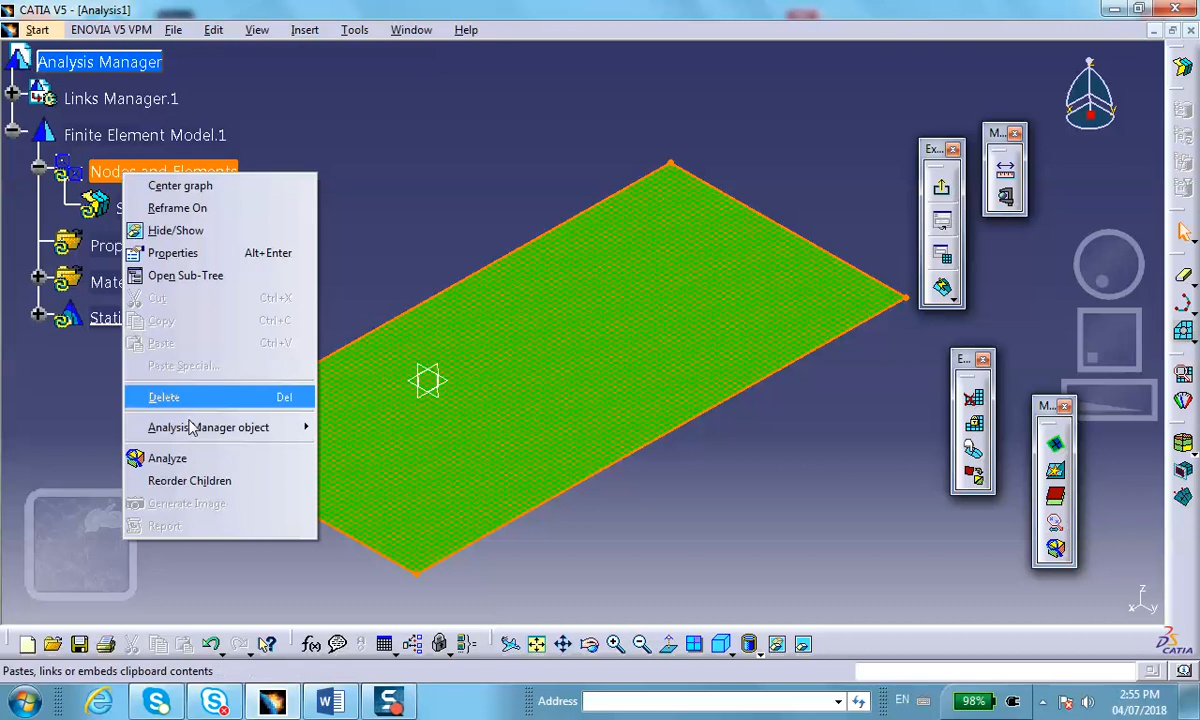 CATIA V5 - [Analysis1]
Start ENOVIA V5 VPM File Edit View Insert Tools Window Help
Analysis Manager
Links Manager.1
Finite Element Model.1
Nodes and Elements
Center graph
Reframe On
Hide/Show
Properties Alt+Enter
Open Sub-Tree
Cut Ctrl+X
Copy Ctrl+C
Paste Ctrl+V
Paste Special...
Delete Del
Analysis Manager object
Analyze
Reorder Children
Generate Image
Report
S
Prop
Mate
Stati
Ex...
M...
E...
M...
z
x y
CATIA
Pastes, links or embeds clipboard contents
Address
EN
98%
2:55 PM
04/07/2018